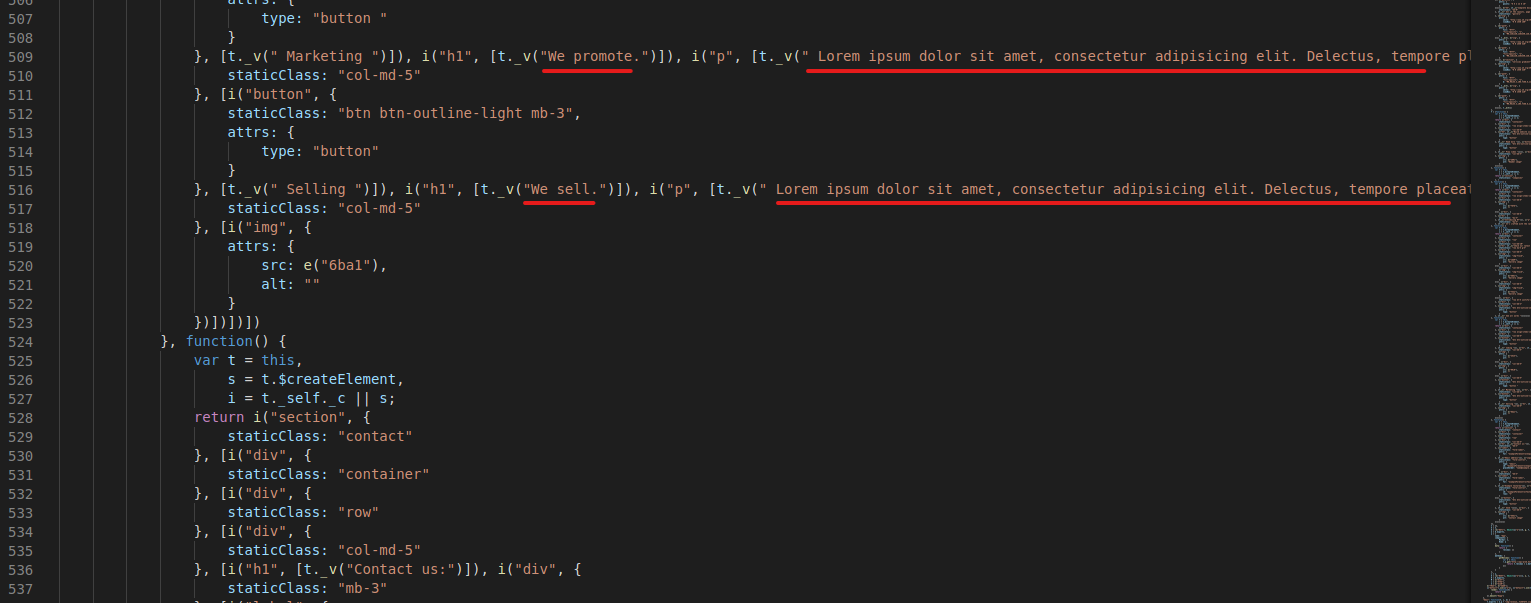 506 attrs: {
507 type: "button "
508 }
509 }, [t._v(" Marketing ")]), i("h1", [t._v("We promote.")]), i("p", [t._v(" Lorem ipsum dolor sit amet, consectetur adipisicing elit. Delectus, tempore pl
510 staticClass: "col-md-5"
511 }, [i("button", {
512 staticClass: "btn btn-outline-light mb-3",
513 attrs: {
514 type: "button"
515 }
516 }, [t._v(" Selling ")]), i("h1", [t._v("We sell.")]), i("p", [t._v(" Lorem ipsum dolor sit amet, consectetur adipisicing elit. Delectus, tempore placeat
517 staticClass: "col-md-5"
518 }, [i("img", {
519 attrs: {
520 src: e("6ba1"),
521 alt: ""
522 }
523 })])])])
524 }, function() {
525 var t = this,
526 s = t.$createElement,
527 i = t._self._c || s;
528 return i("section", {
529 staticClass: "contact"
530 }, [i("div", {
531 staticClass: "container"
532 }, [i("div", {
533 staticClass: "row"
534 }, [i("div", {
535 staticClass: "col-md-5"
536 }, [i("h1", [t._v("Contact us:")]), i("div", {
537 staticClass: "mb-3"